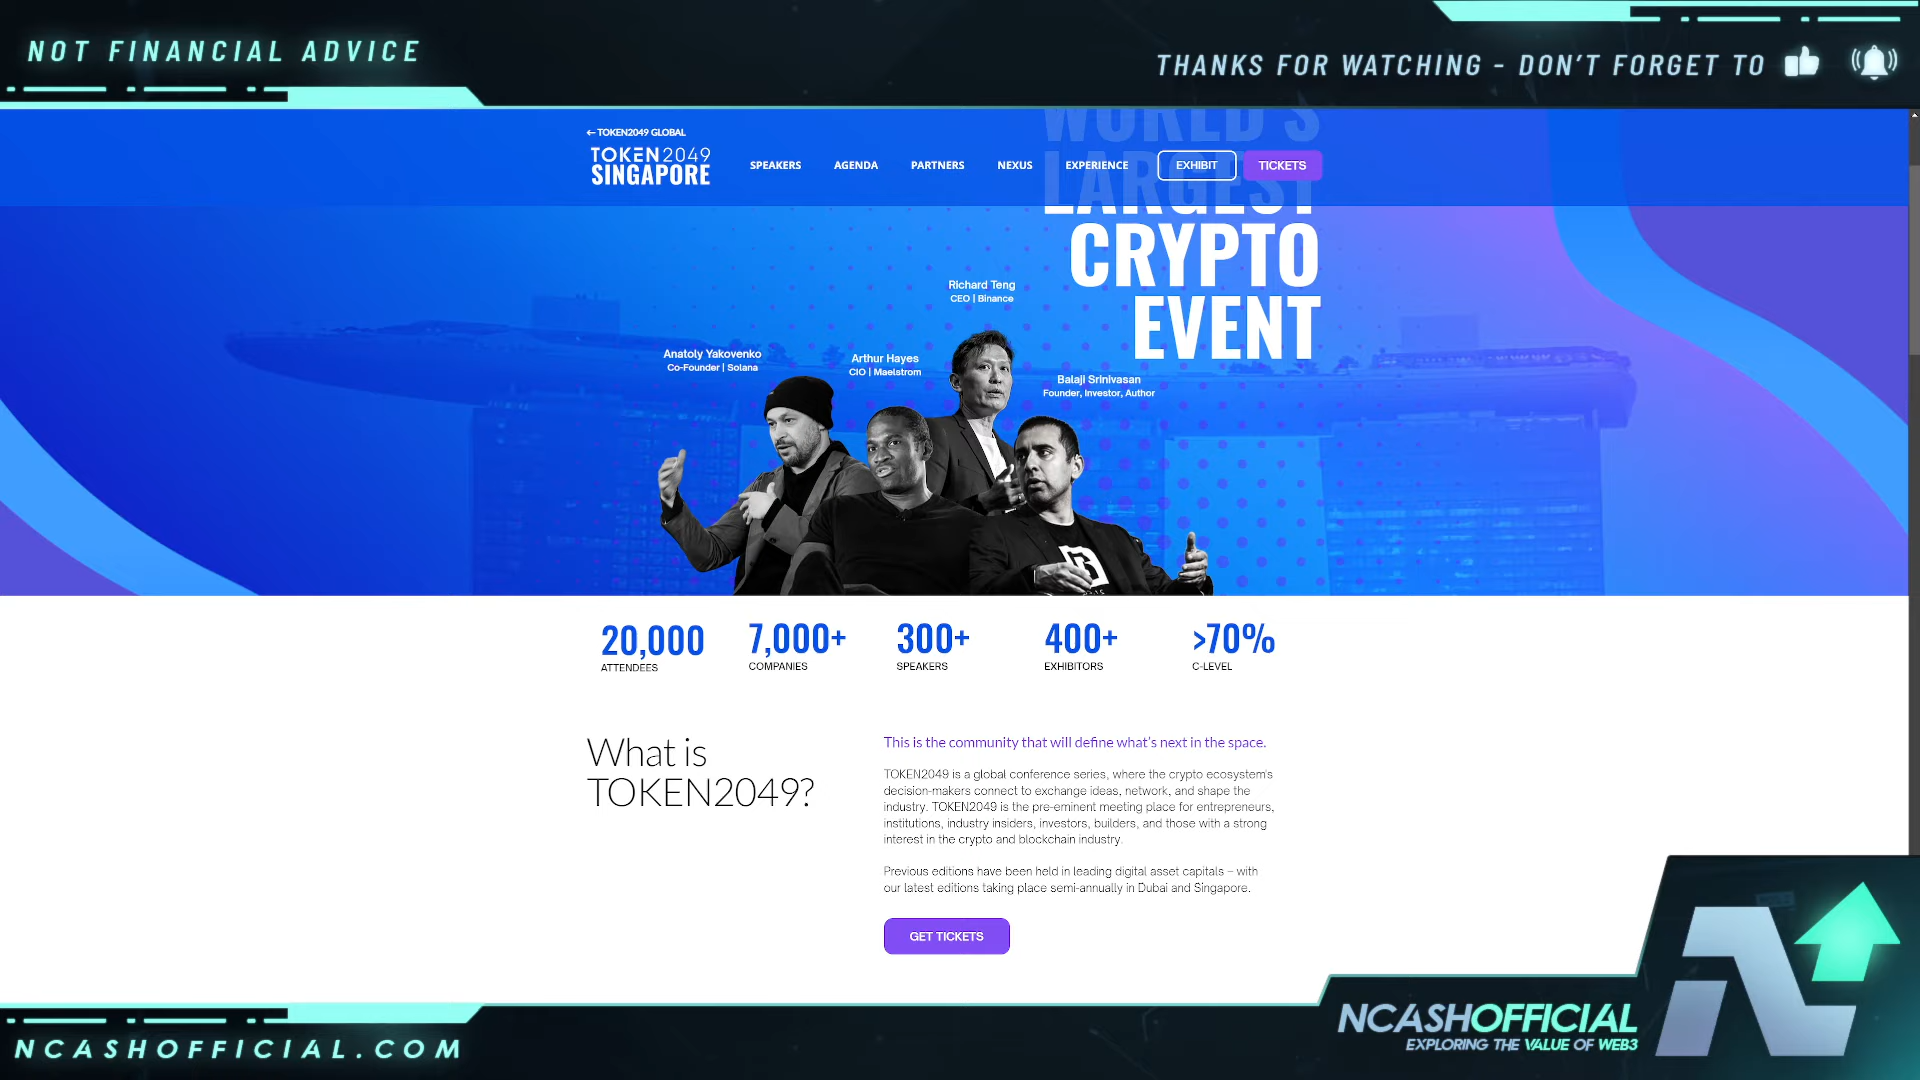 NOT FINANCIAL ADVICE
THANKS FOR WATCHING - DON'T FORGET TO
← TOKEN2049 GLOBAL
TOKEN2049
SINGAPORE
SPEAKERS
AGENDA
PARTNERS
NEXUS
EXPERIENCE
EXHIBIT
TICKETS
WORLD'S
LARGEST
CRYPTO
EVENT
Richard Teng
CEO | Binance
Anatoly Yakovenko
Co-Founder | Solana
Arthur Hayes
CIO | Maelstrom
Balaji Srinivasan
Founder, Investor, Author
20,000
ATTENDEES
7,000+
COMPANIES
300+
SPEAKERS
400+
EXHIBITORS
>70%
C-LEVEL
What is
TOKEN2049?
This is the community that will define what's next in the space.
TOKEN2049 is a global conference series, where the crypto ecosystem's
decision-makers connect to exchange ideas, network, and shape the
industry. TOKEN2049 is the pre-eminent meeting place for entrepreneurs,
institutions, industry insiders, investors, builders, and those with a strong
interest in the crypto and blockchain industry.
Previous editions have been held in leading digital asset capitals – with
our latest editions taking place semi-annually in Dubai and Singapore.
GET TICKETS
NCASHOFFICIAL.COM
NCASHOFFICIAL
EXPLORING THE VALUE OF WEB3